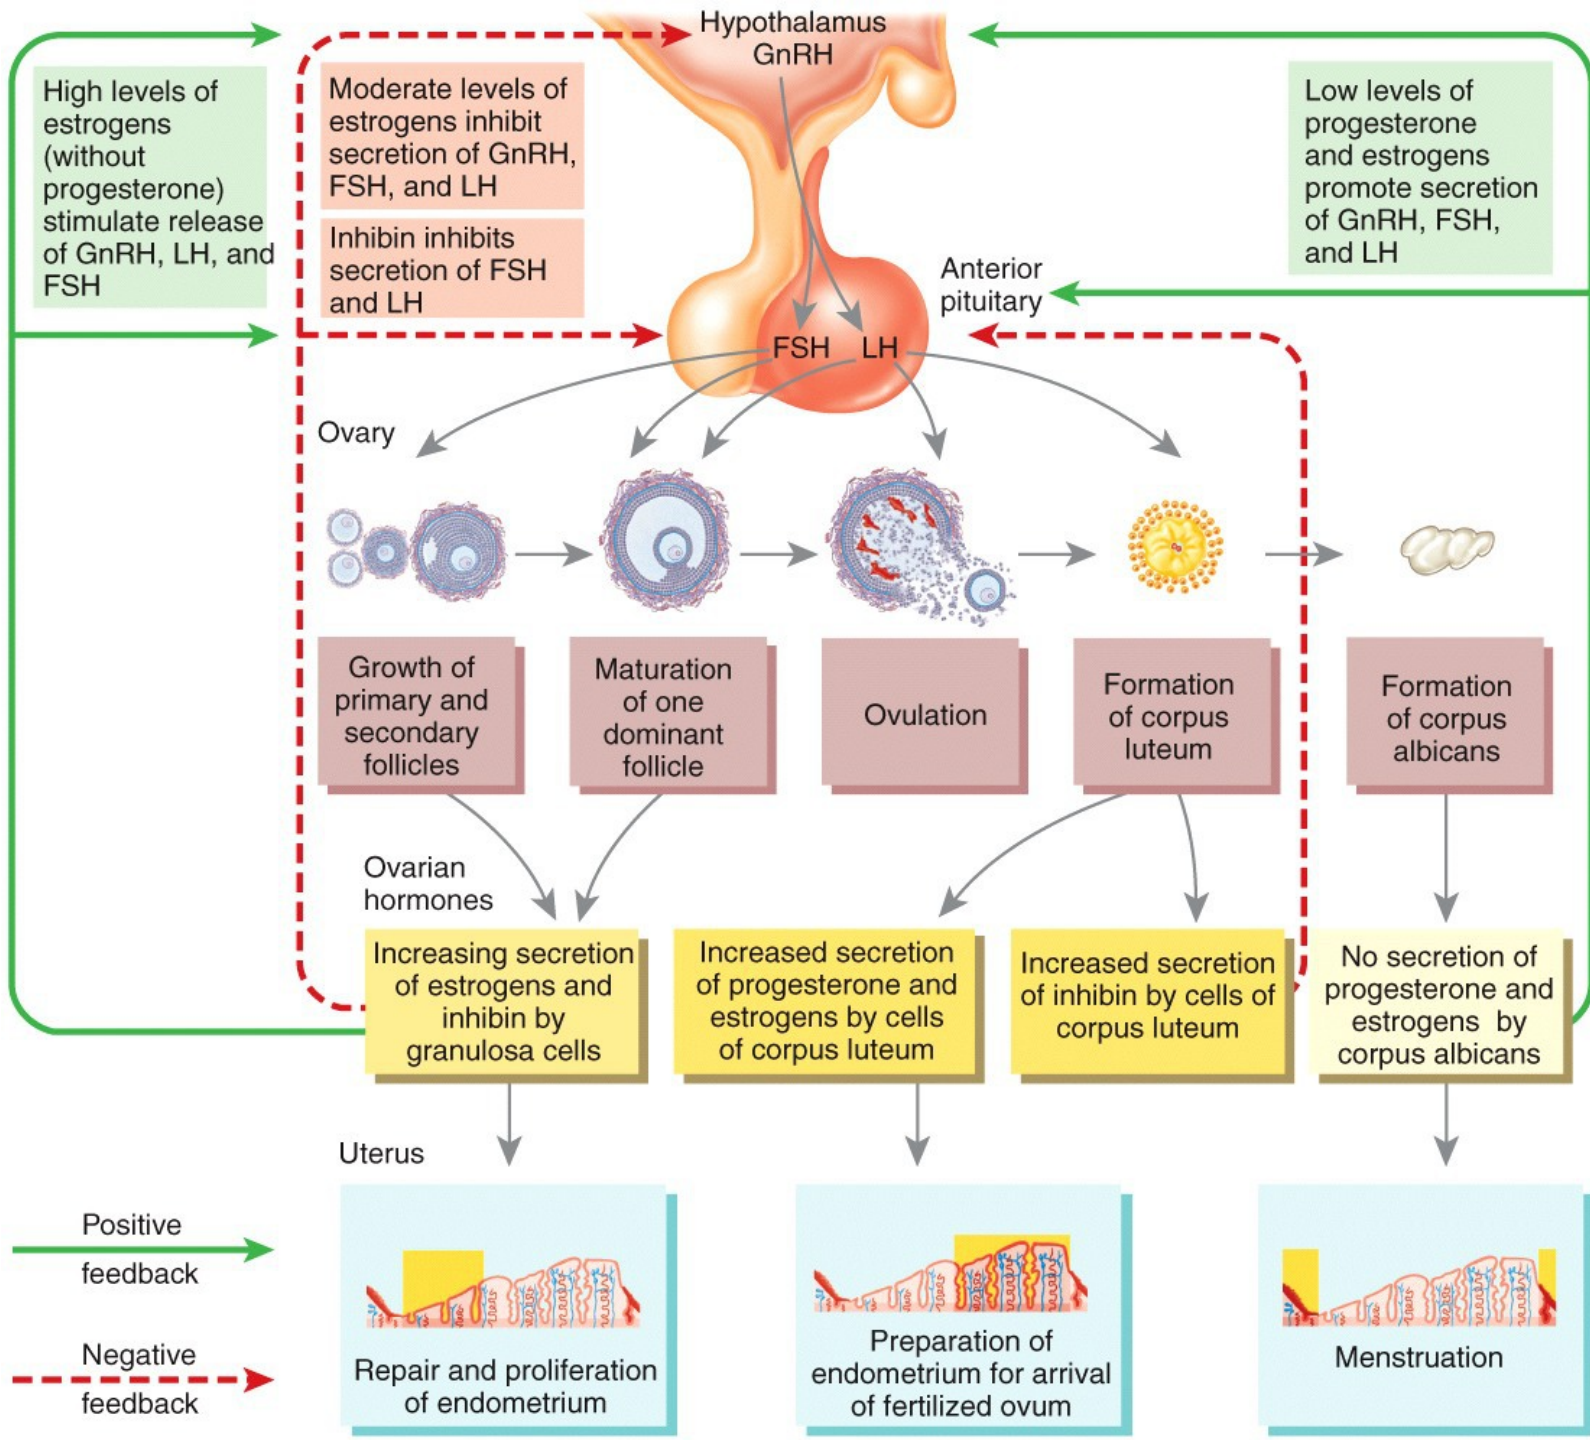 Hypothalamus
GnRH
High levels of
estrogens
(without
progesterone)
stimulate release
of GnRH, LH, and
FSH
Moderate levels of
estrogens inhibit
secretion of GnRH,
FSH, and LH
Inhibin inhibits
secretion of FSH
and LH
Low levels of
progesterone
and estrogens
promote secretion
of GnRH, FSH,
and LH
Anterior
pituitary
FSH
LH
Ovary
Growth of
primary and
secondary
follicles
Maturation
of one
dominant
follicle
Ovulation
Formation
of corpus
luteum
Formation
of corpus
albicans
Ovarian
hormones
Increasing secretion
of estrogens and
inhibin by
granulosa cells
Increased secretion
of progesterone and
estrogens by cells
of corpus luteum
Increased secretion
of inhibin by cells of
corpus luteum
No secretion of
progesterone and
estrogens by
corpus albicans
Uterus
Positive
feedback
Negative
feedback
Repair and proliferation
of endometrium
Preparation of
endometrium for arrival
of fertilized ovum
Menstruation